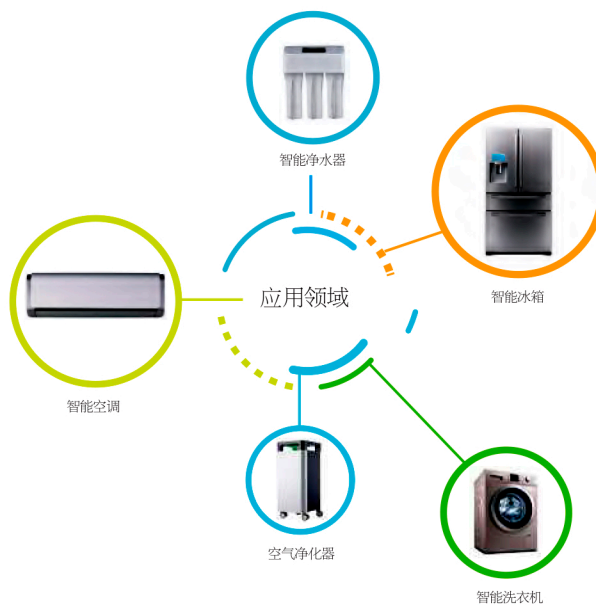 智能净水器
智能冰箱
应用领域
智能空调
空气净化器
智能洗衣机